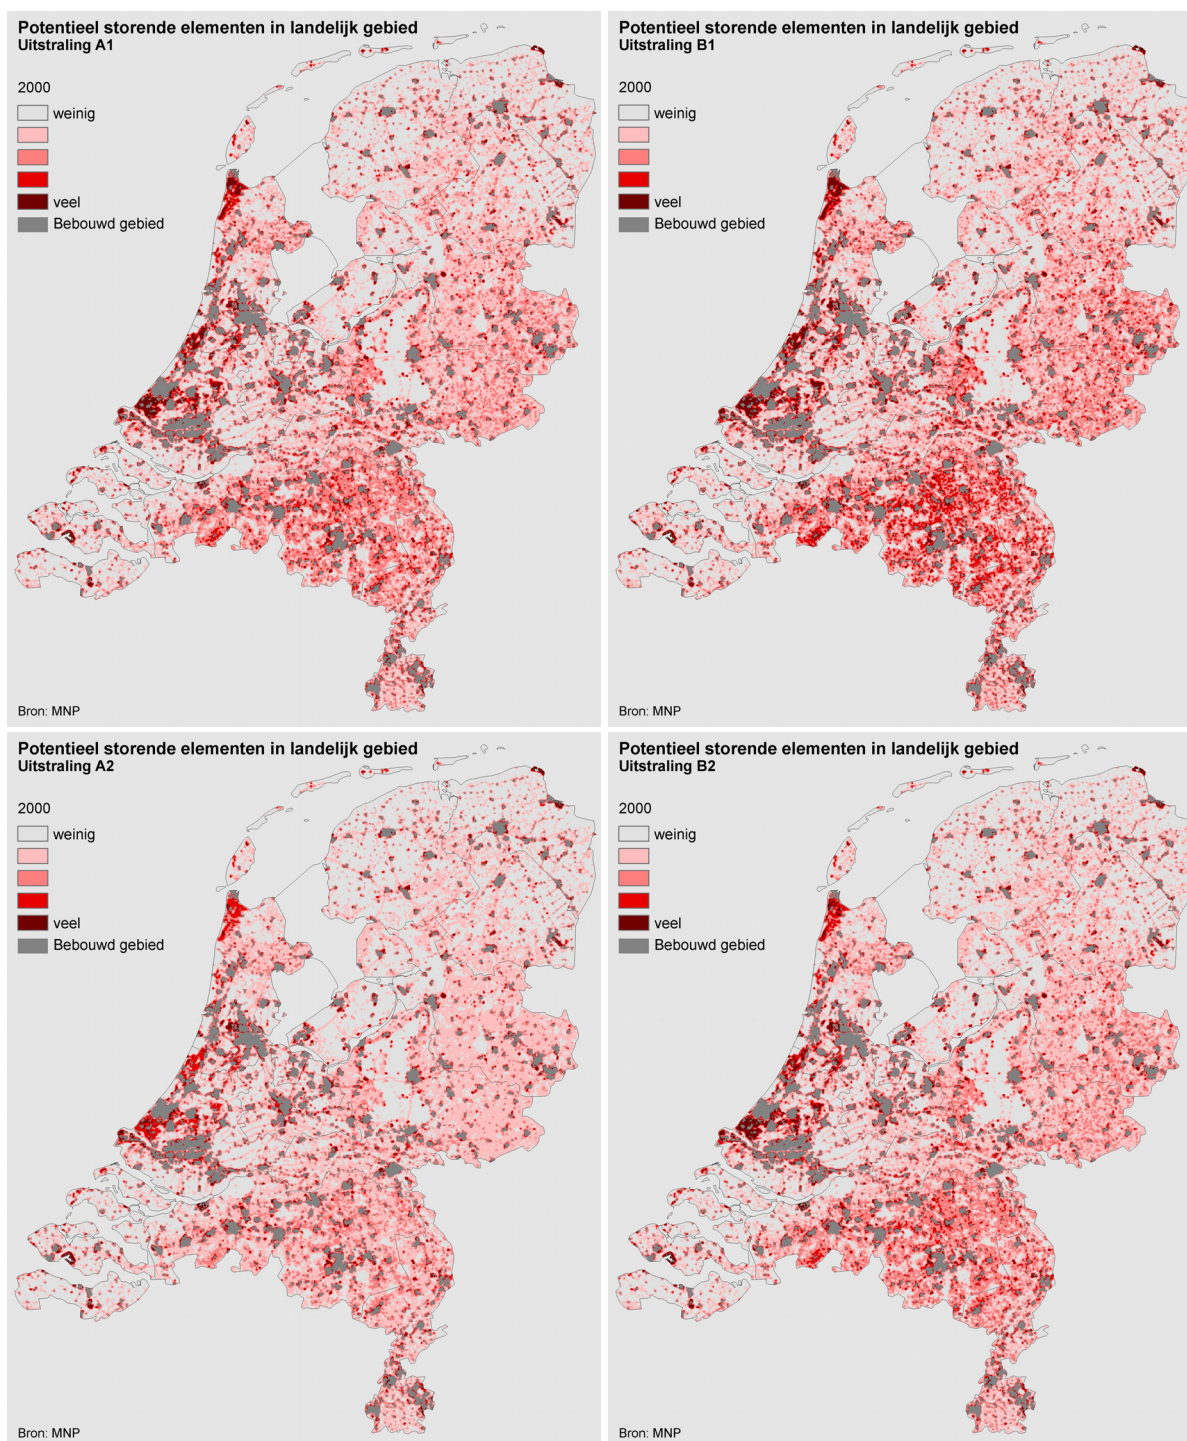 Potentieel storende elementen in landelijk gebied
Uitstraling A1
2000
weinig
veel
Bebouwd gebied
Bron: MNP
Potentieel storende elementen in landelijk gebied
Uitstraling B1
2000
weinig
veel
Bebouwd gebied
Bron: MNP
Potentieel storende elementen in landelijk gebied
Uitstraling A2
2000
weinig
veel
Bebouwd gebied
Bron: MNP
Potentieel storende elementen in landelijk gebied
Uitstraling B2
2000
weinig
veel
Bebouwd gebied
Bron: MNP